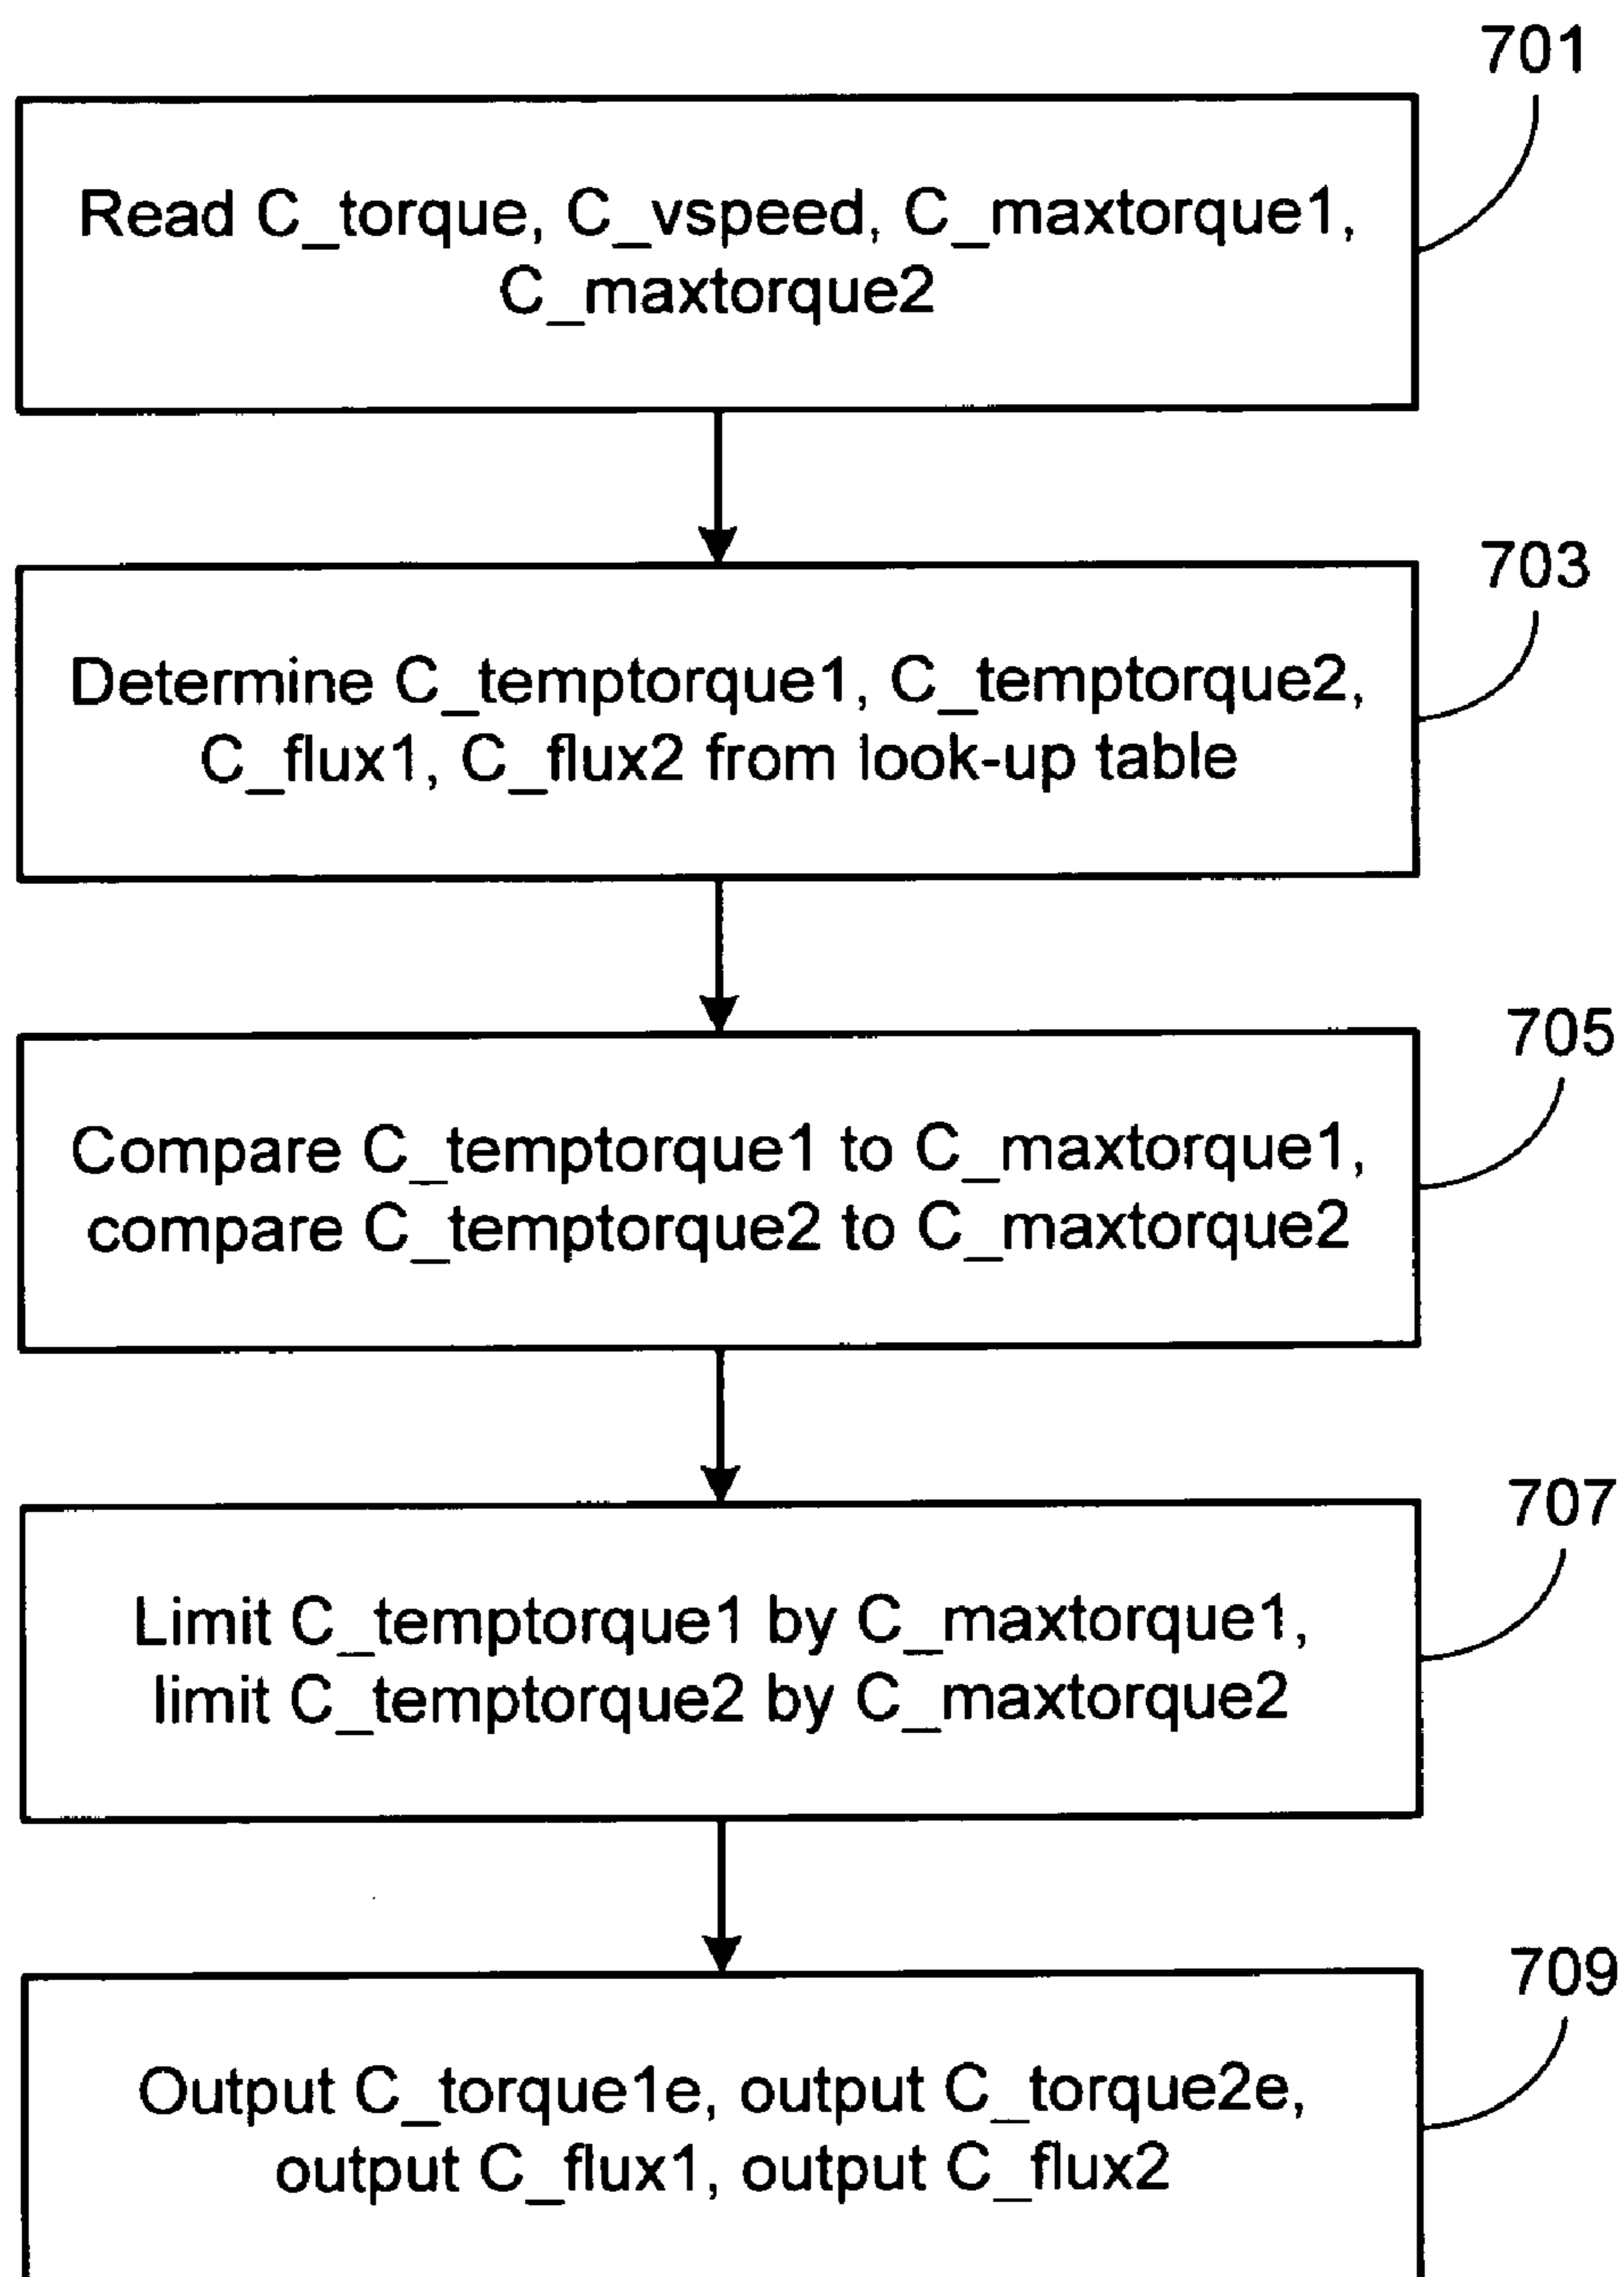 701
Read C_torque, C_vspeed, C_maxtorque1,
C_maxtorque2
703
Determine C_temptorque1, C_temptorque2,
C_flux1, C_flux2 from look-up table
705
Compare C_temptorque1 to C_maxtorque1,
compare C_temptorque2 to C_maxtorque2
707
Limit C_temptorque1 by C_maxtorque1,
limit C_temptorque2 by C_maxtorque2
709
Output C_torque1e, output C_torque2e,
output C_flux1, output C_flux2